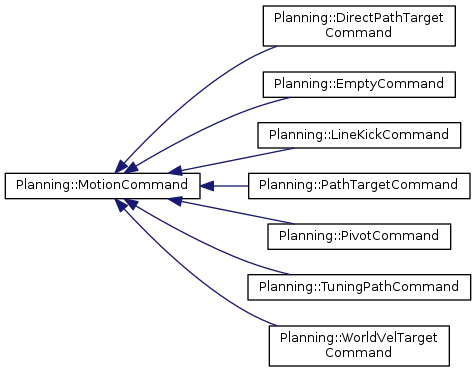 Planning::DirectPathTarget
Command
Planning::EmptyCommand
Planning::LineKickCommand
Planning::MotionCommand
Planning::PathTargetCommand
Planning::PivotCommand
Planning::TuningPathCommand
Planning::WorldVelTarget
Command